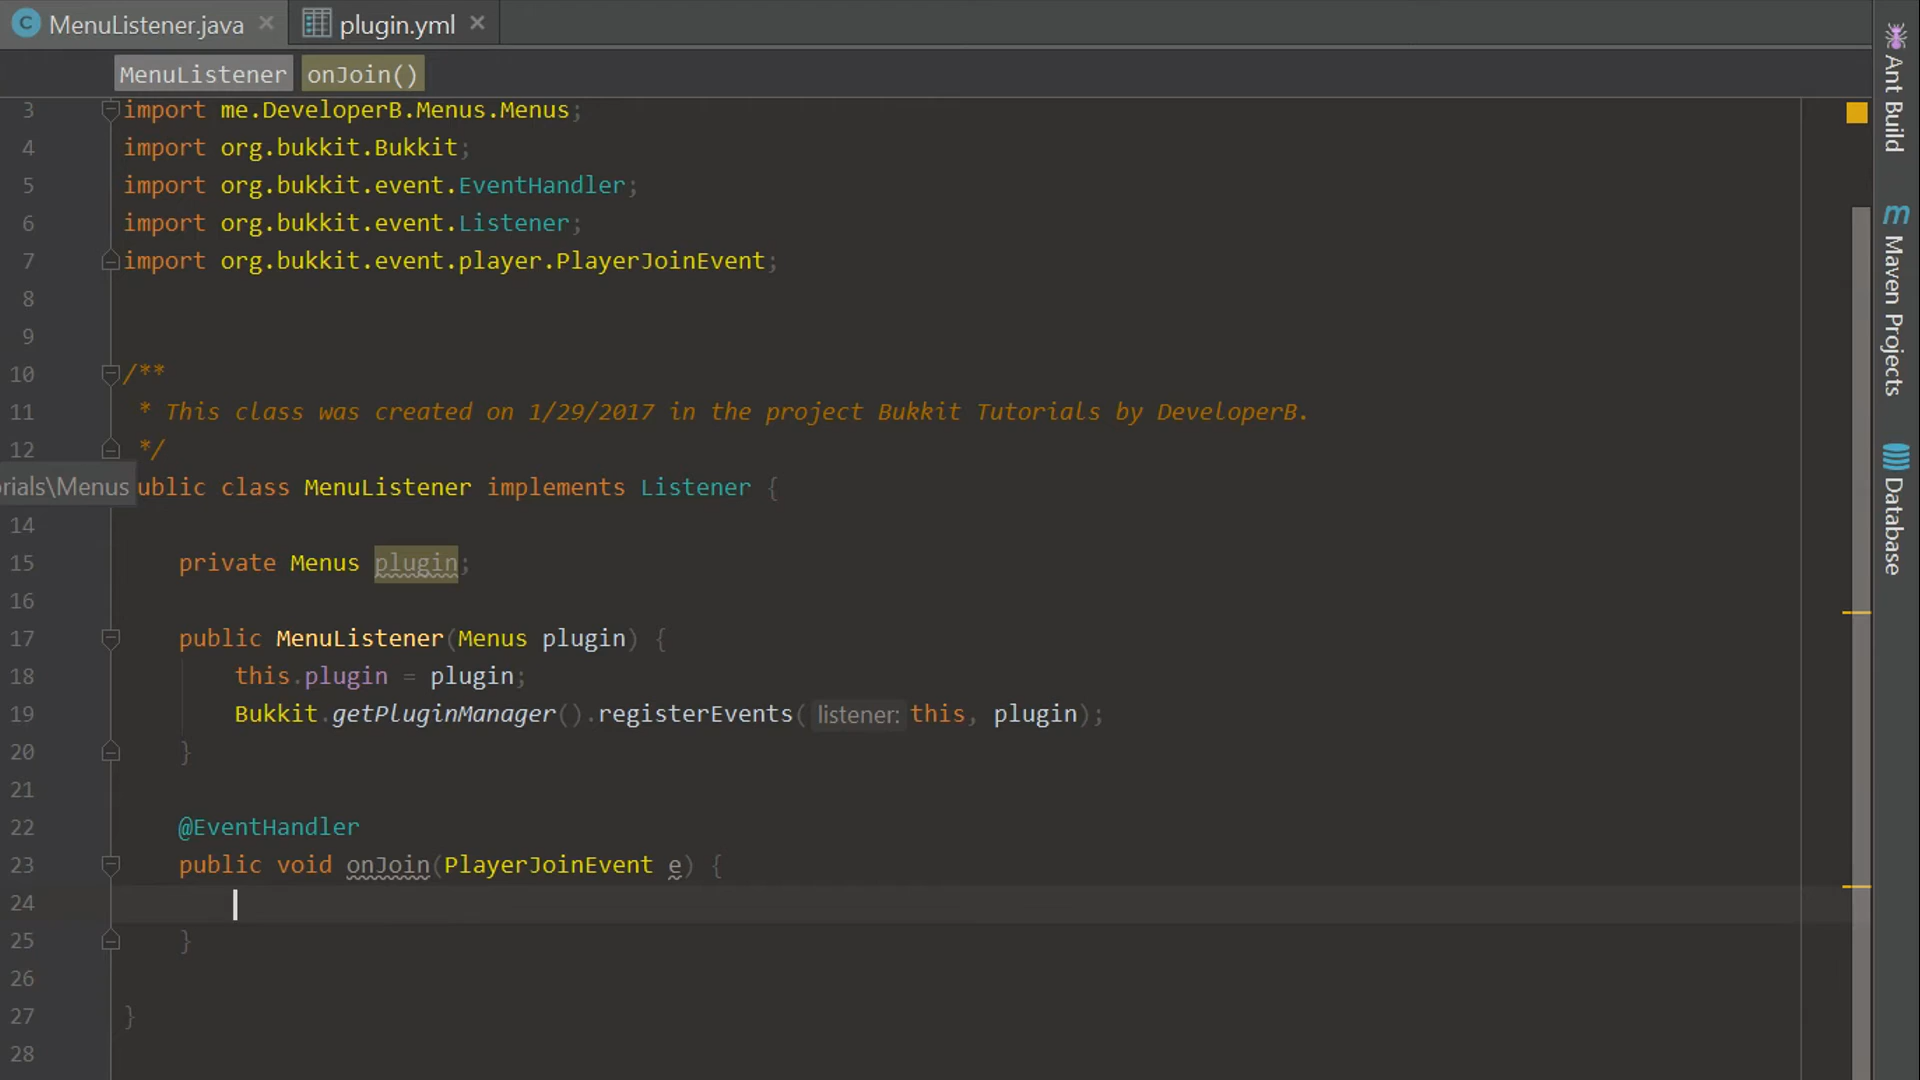 MenuListener.java
plugin.yml
MenuListener onJoin()
3 import me.DeveloperB.Menus.Menus;
4 import org.bukkit.Bukkit;
5 import org.bukkit.event.EventHandler;
6 import org.bukkit.event.Listener;
7 import org.bukkit.event.player.PlayerJoinEvent;
8
9
10 /**
11 * This class was created on 1/29/2017 in the project Bukkit Tutorials by DeveloperB.
12 */
orials\Menus ublic class MenuListener implements Listener {
14
15 private Menus plugin;
16
17 public MenuListener(Menus plugin) {
18 this.plugin = plugin;
19 Bukkit.getPluginManager().registerEvents( listener: this, plugin);
20 }
21
22 @EventHandler
23 public void onJoin(PlayerJoinEvent e) {
24
25 }
26
27 }
28
Ant Build
m Maven Projects
Database